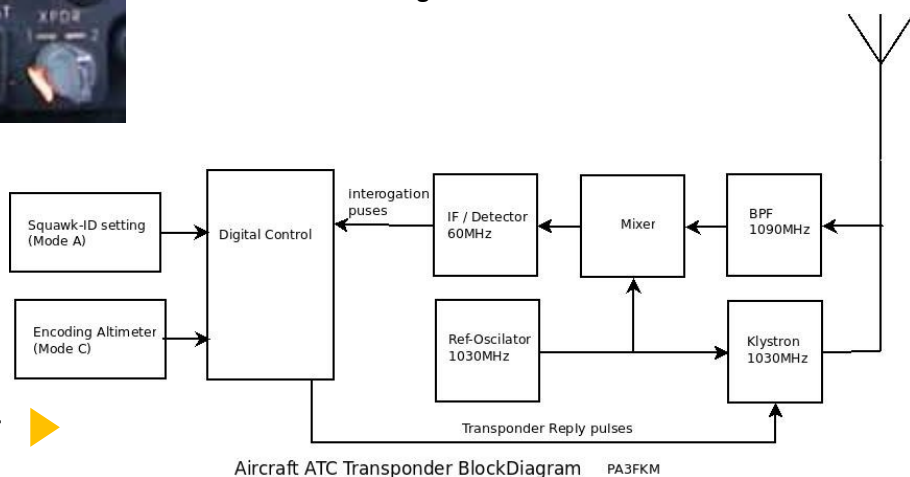 XPDR
1 2
interogation
puses
Squawk-ID setting
(Mode A)
Digital Control
IF / Detector
60MHz
Mixer
BPF
1090MHz
Encoding Altimeter
(Mode C)
Ref-Oscilator
1030MHz
Klystron
1030MHz
Transponder Reply pulses
Aircraft ATC Transponder BlockDiagram PA3FKM